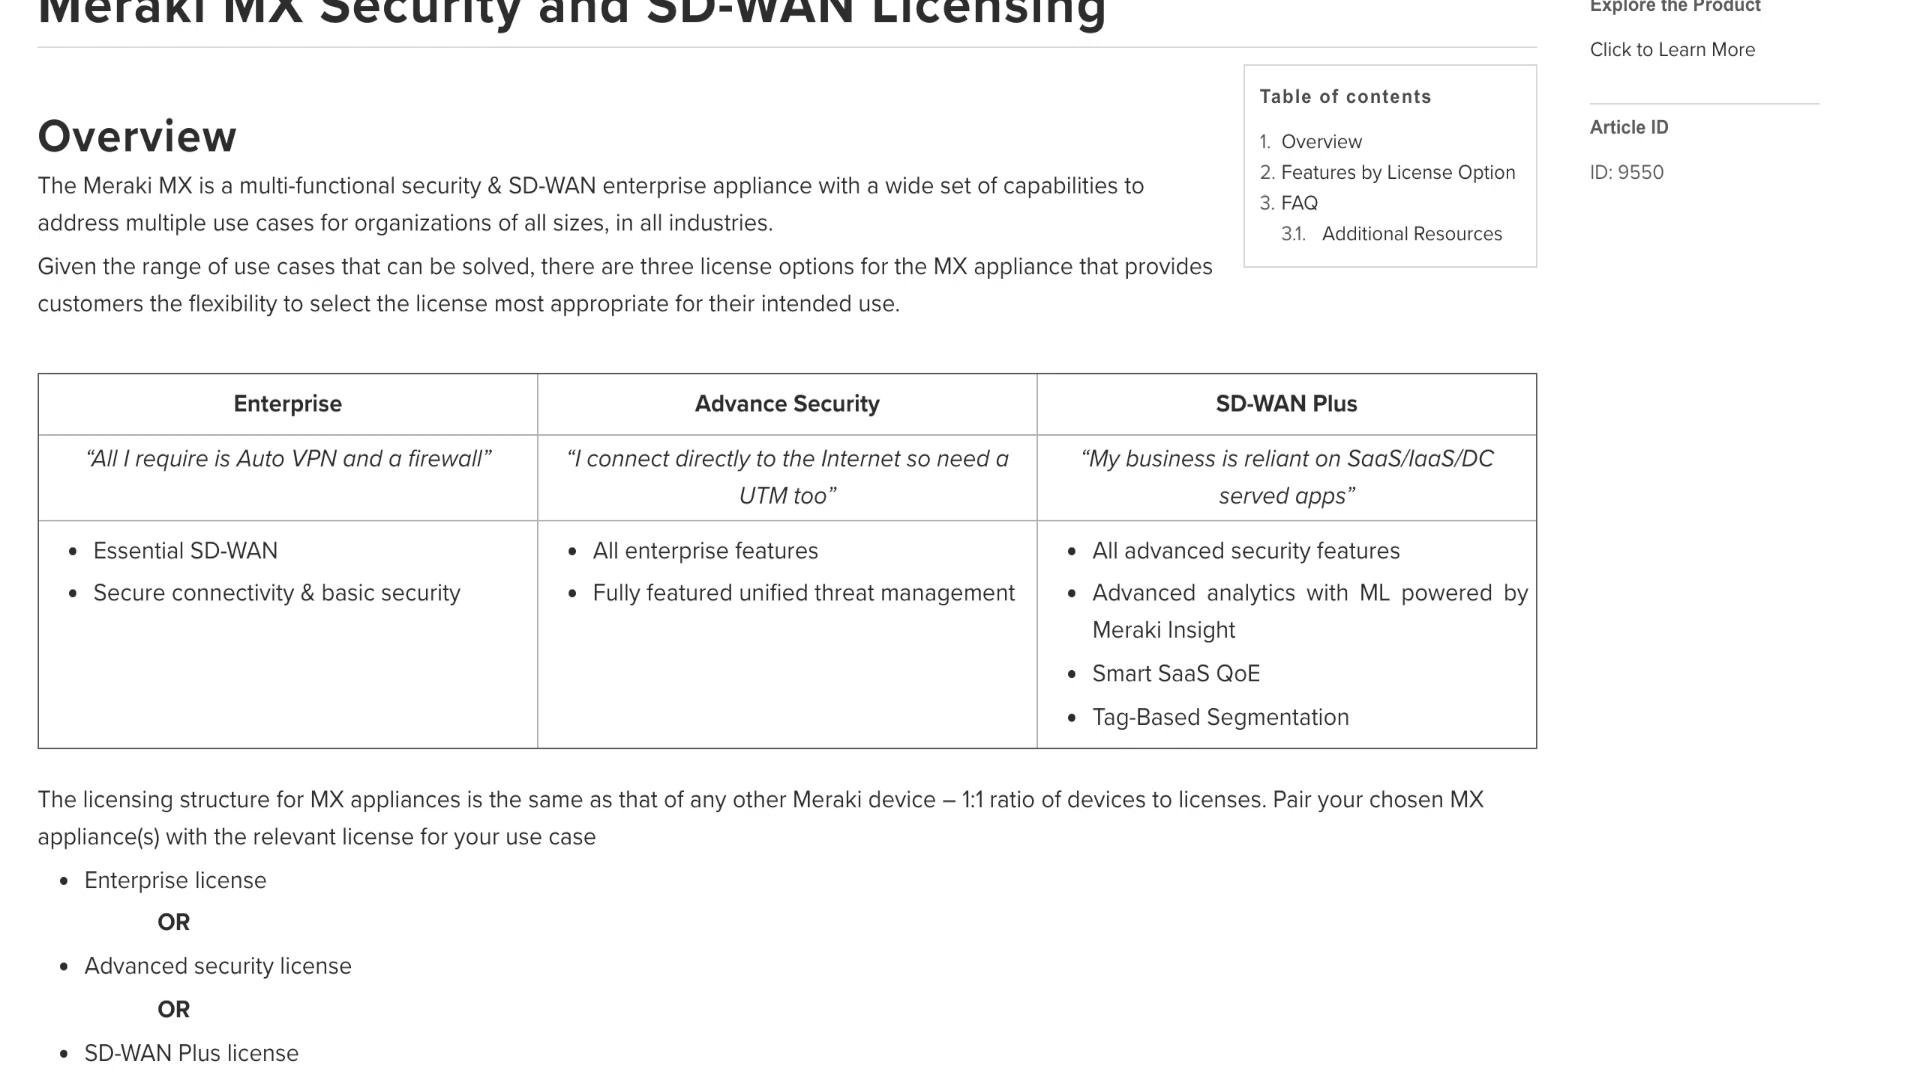 Meraki MX Security and SD-WAN Licensing
Overview
The Meraki MX is a multi-functional security & SD-WAN enterprise appliance with a wide set of capabilities to
address multiple use cases for organizations of all sizes, in all industries.
Given the range of use cases that can be solved, there are three license options for the MX appliance that provides
customers the flexibility to select the license most appropriate for their intended use.
Table of contents
1. Overview
2. Features by License Option
3. FAQ
3.1. Additional Resources
Enterprise
Advance Security
SD-WAN Plus
“All I require is Auto VPN and a firewall”
“I connect directly to the Internet so need a
UTM too”
“My business is reliant on SaaS/IaaS/DC
served apps”
• Essential SD-WAN
• Secure connectivity & basic security
• All enterprise features
• Fully featured unified threat management
• All advanced security features
• Advanced analytics with ML powered by
Meraki Insight
• Smart SaaS QoE
• Tag-Based Segmentation
The licensing structure for MX appliances is the same as that of any other Meraki device – 1:1 ratio of devices to licenses. Pair your chosen MX
appliance(s) with the relevant license for your use case
• Enterprise license
OR
• Advanced security license
OR
• SD-WAN Plus license
Explore the Product
Click to Learn More
Article ID
ID: 9550